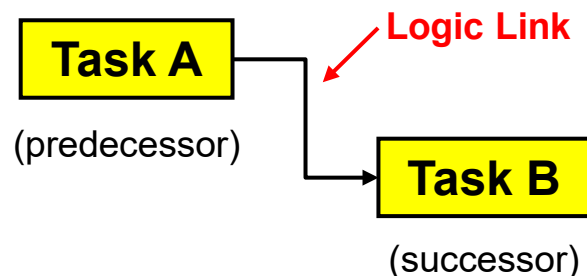 Logic Link
Task A
(predecessor)
Task B
(successor)